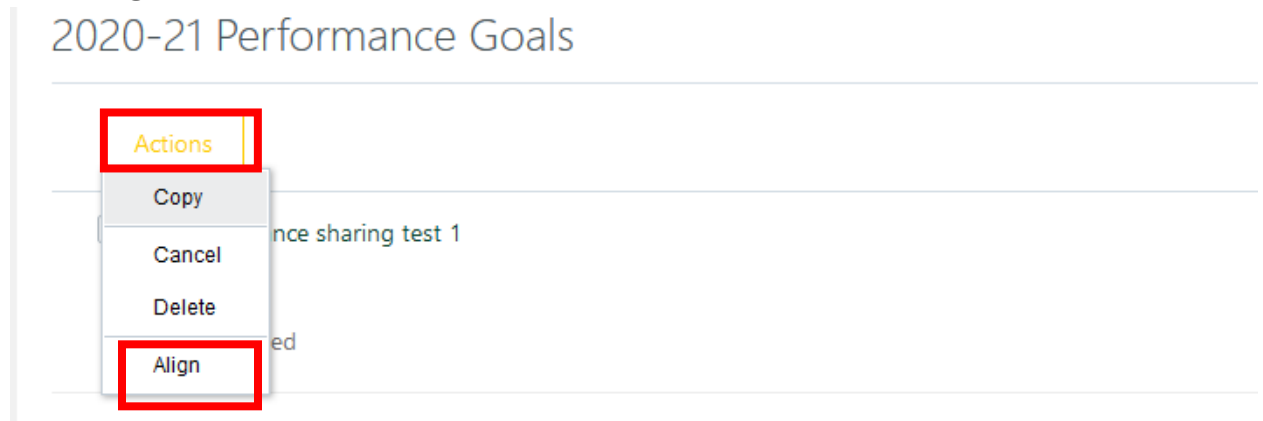 2020-21 Performance Goals
Actions
Copy
nce sharing test 1
Cancel
Delete
ed
Align